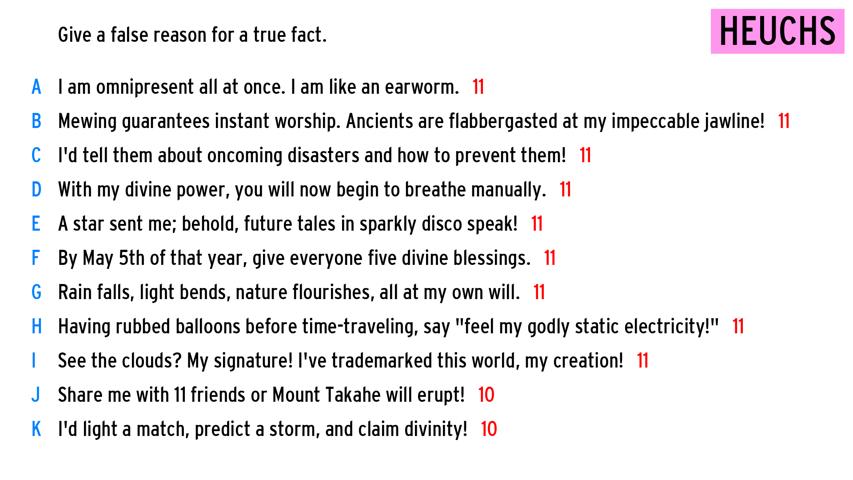 Give a false reason for a true fact.
HEUCHS
A I am omnipresent all at once. I am like an earworm. 11
B Mewing guarantees instant worship. Ancients are flabbergasted at my impeccable jawline! 11
C I'd tell them about oncoming disasters and how to prevent them! 11
D With my divine power, you will now begin to breathe manually. 11
E A star sent me; behold, future tales in sparkly disco speak! 11
F By May 5th of that year, give everyone five divine blessings. 11
G Rain falls, light bends, nature flourishes, all at my own will. 11
H Having rubbed balloons before time-traveling, say "feel my godly static electricity!" 11
I See the clouds? My signature! I've trademarked this world, my creation! 11
J Share me with 11 friends or Mount Takahe will erupt! 10
K I'd light a match, predict a storm, and claim divinity! 10